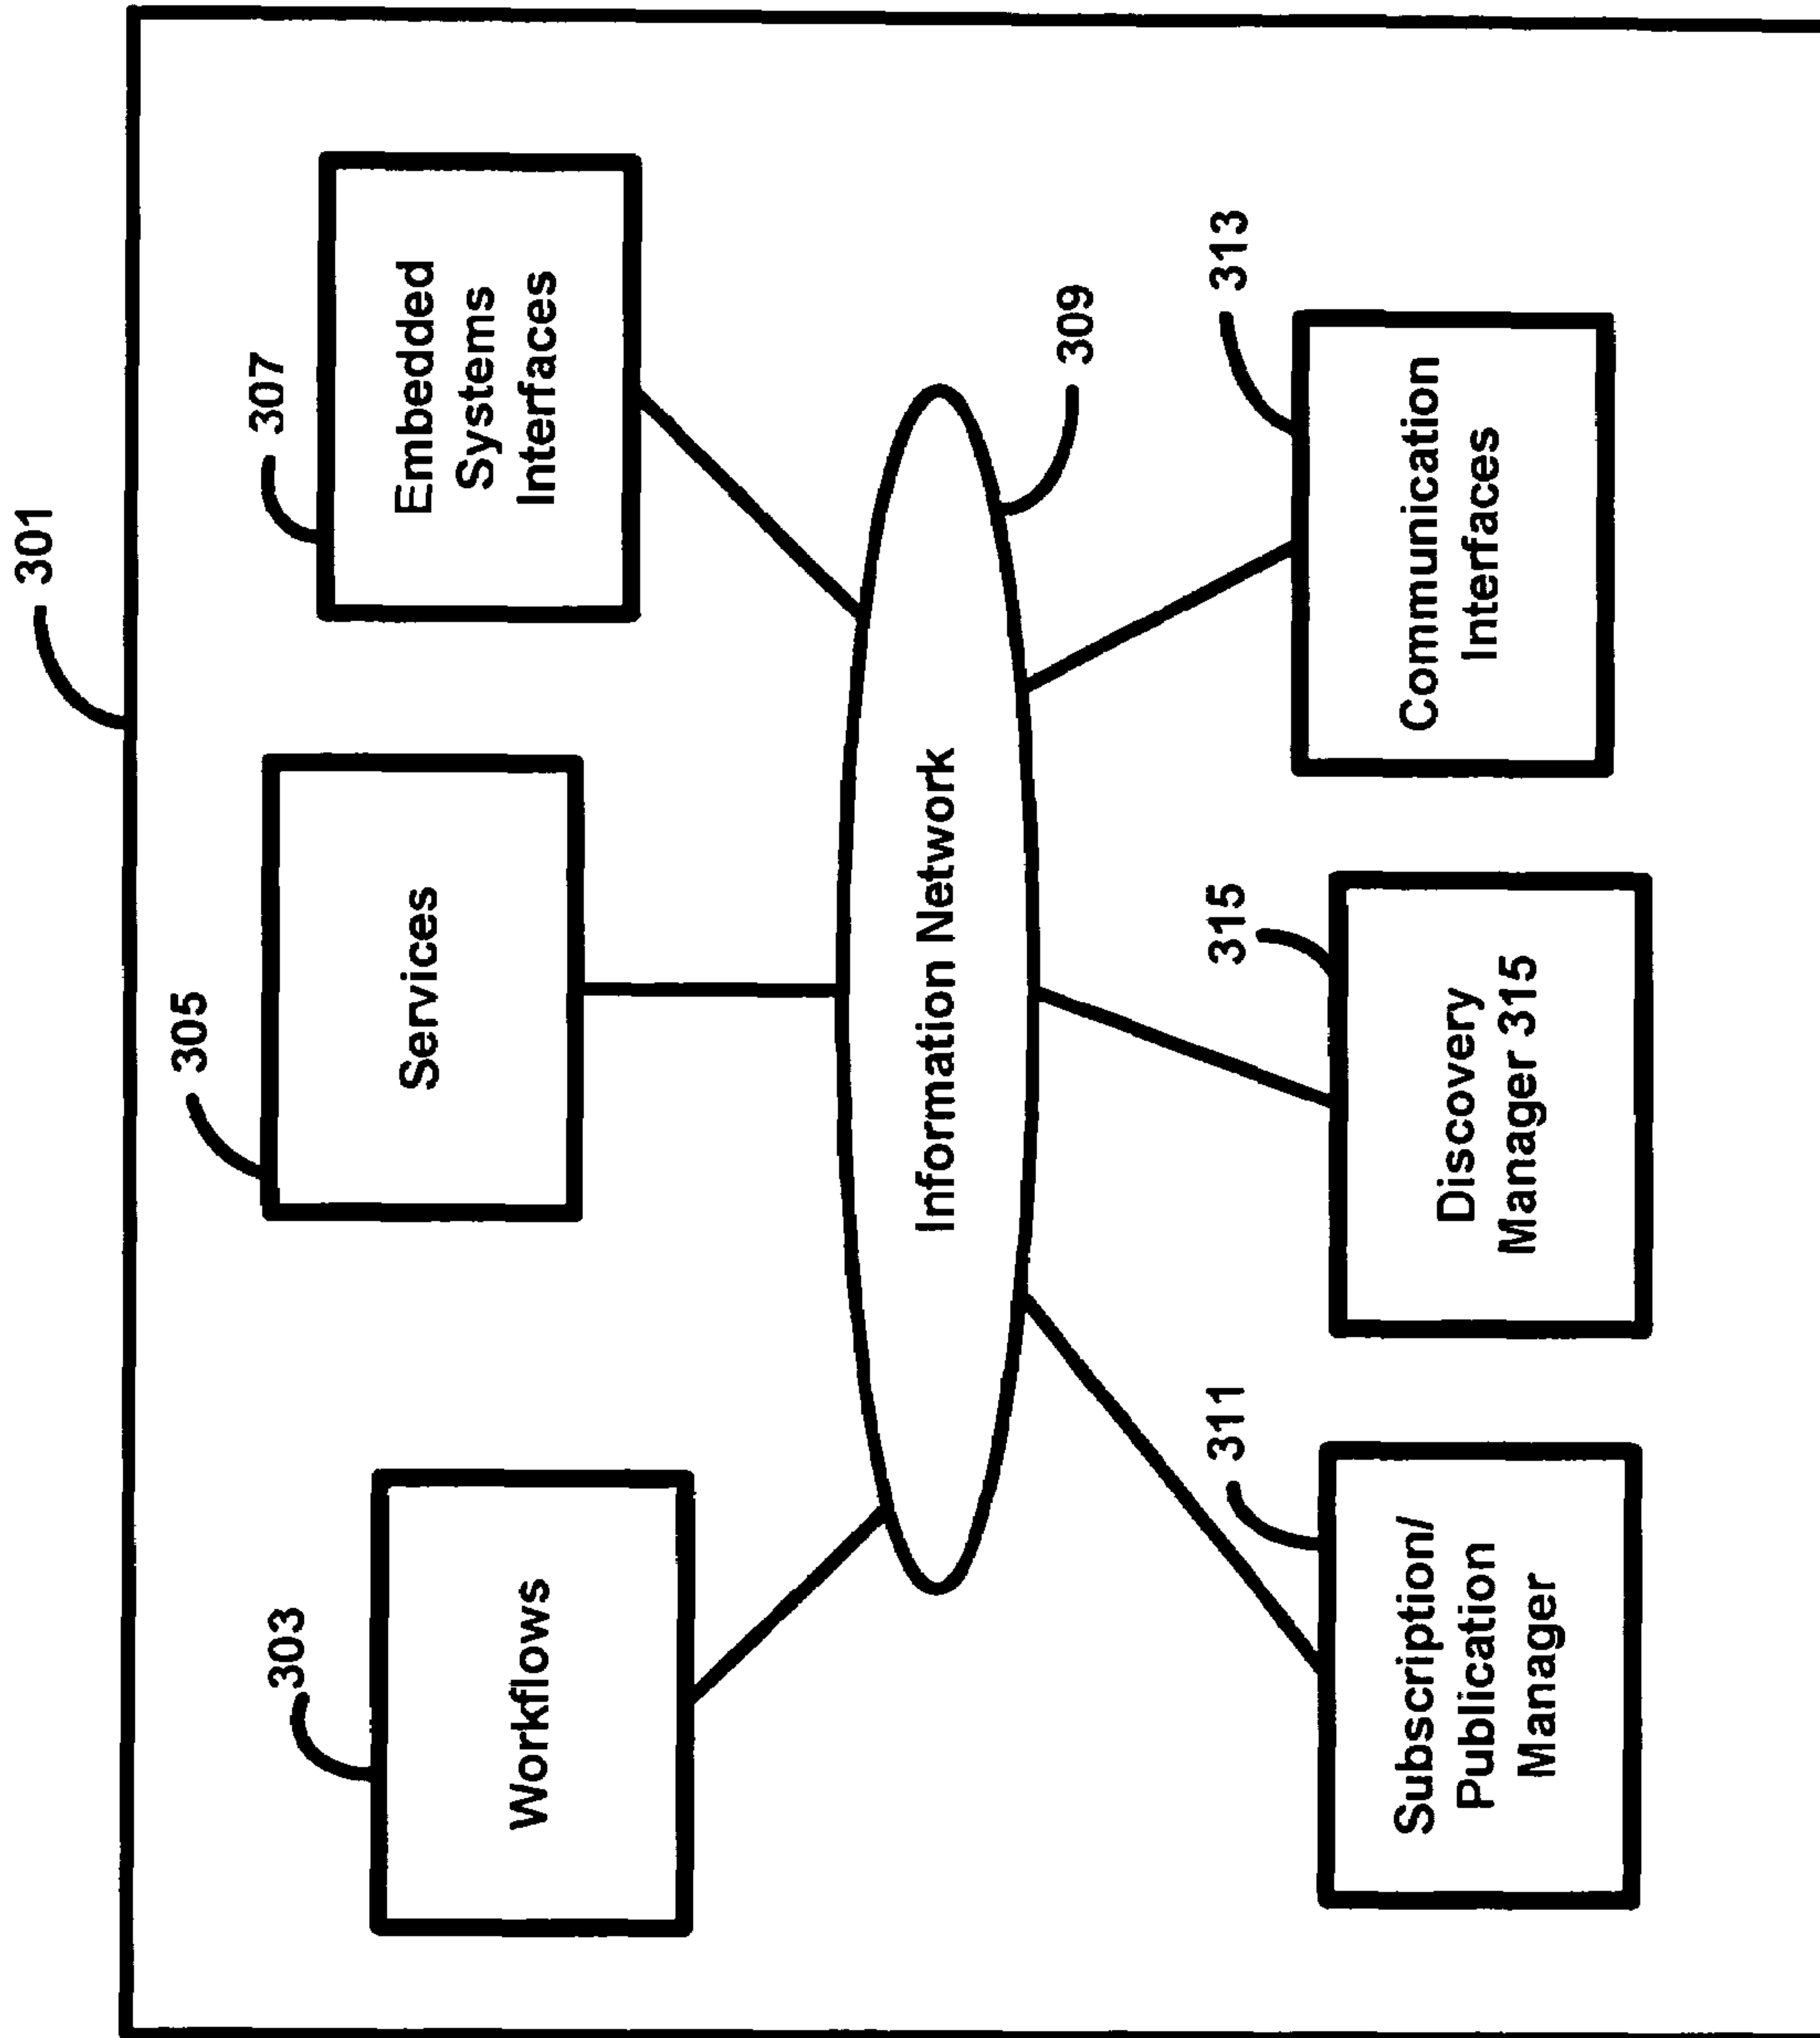 301
303
Workflows
305
Services
307
Embedded
Systems
Interfaces
Information Network
309
311
Subscription/
Publication
Manager
315
Discovery
Manager 315
313
Communication
Interfaces